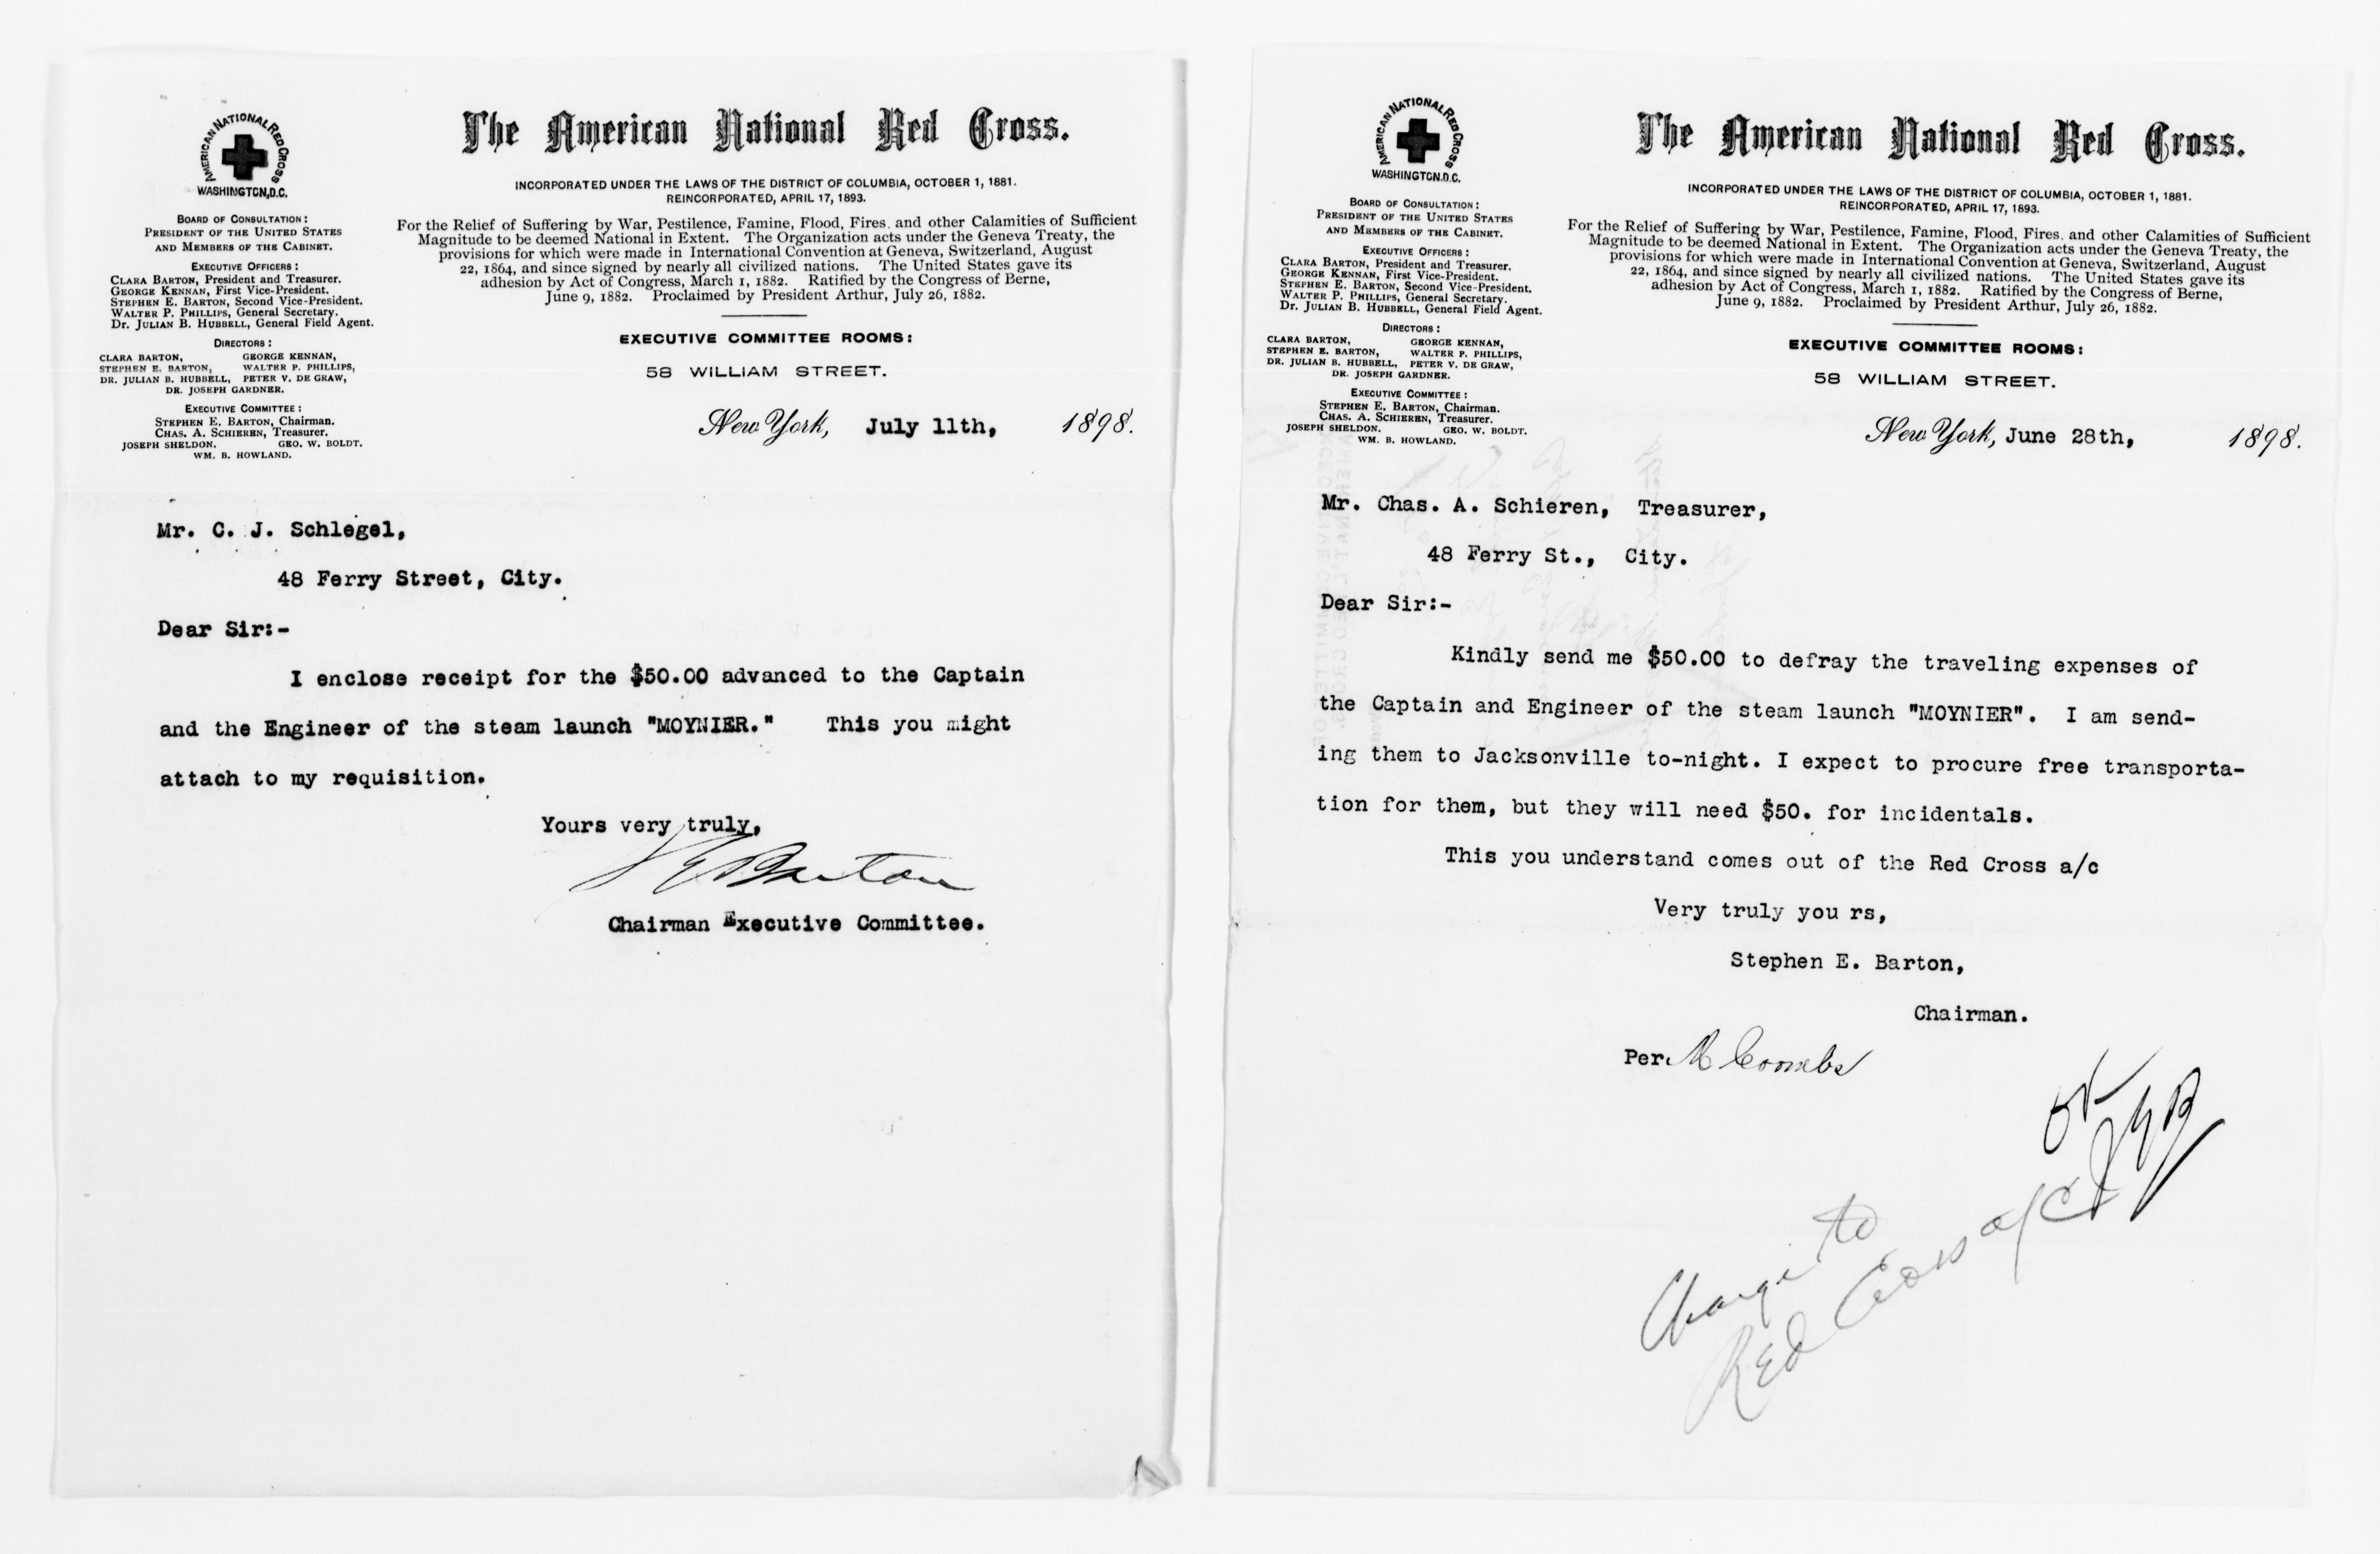 AMERICAN NATIONAL RED CROSS
WASHINGTON, D.C.
BOARD OF CONSULTATION:
PRESIDENT OF THE UNITED STATES
AND MEMBERS OF THE CABINET.
EXECUTIVE OFFICERS:
CLARA BARTON, President and Treasurer.
GEORGE KENNAN, First Vice-President.
STEPHEN E. BARTON, Second Vice-President.
WALTER P. PHILLIPS, General Secretary.
Dr. JULIAN B. HUBBELL, General Field Agent.
DIRECTORS:
CLARA BARTON, GEORGE KENNAN,
STEPHEN E. BARTON, WALTER P. PHILLIPS,
DR. JULIAN B. HUBBELL, PETER V. DE GRAW,
DR. JOSEPH GARDNER.
EXECUTIVE COMMITTEE:
STEPHEN E. BARTON, Chairman.
CHAS. A. SCHIEREN, Treasurer.
JOSEPH SHELDON. GEO. W. BOLDT.
WM. B. HOWLAND.
The American National Red Cross.
INCORPORATED UNDER THE LAWS OF THE DISTRICT OF COLUMBIA, OCTOBER 1, 1881.
REINCORPORATED, APRIL 17, 1893.
For the Relief of Suffering by War, Pestilence, Famine, Flood, Fires. and other Calamities of Sufficient
Magnitude to be deemed National in Extent. The Organization acts under the Geneva Treaty, the
provisions for which were made in International Convention at Geneva, Switzerland, August
22, 1864, and since signed by nearly all civilized nations. The United States gave its
adhesion by Act of Congress, March 1, 1882. Ratified by the Congress of Berne,
June 9, 1882. Proclaimed by President Arthur, July 26, 1882.
EXECUTIVE COMMITTEE ROOMS:
58 WILLIAM STREET.
New York, July 11th, 1898.
Mr. C. J. Schlegel,
48 Ferry Street, City.
Dear Sir:-
I enclose receipt for the $50.00 advanced to the Captain
and the Engineer of the steam launch "MOYNIER." This you might
attach to my requisition.
Yours very truly,
S E Barton
Chairman Executive Committee.
AMERICAN NATIONAL RED CROSS
WASHINGTON, D.C.
BOARD OF CONSULTATION:
PRESIDENT OF THE UNITED STATES
AND MEMBERS OF THE CABINET.
EXECUTIVE OFFICERS:
CLARA BARTON, President and Treasurer.
GEORGE KENNAN, First Vice-President.
STEPHEN E. BARTON, Second Vice-President.
WALTER P. PHILLIPS, General Secretary.
Dr. JULIAN B. HUBBELL, General Field Agent.
DIRECTORS:
CLARA BARTON, GEORGE KENNAN,
STEPHEN E. BARTON, WALTER P. PHILLIPS,
DR. JULIAN B. HUBBELL, PETER V. DE GRAW,
DR. JOSEPH GARDNER.
EXECUTIVE COMMITTEE:
STEPHEN E. BARTON, Chairman.
CHAS. A. SCHIEREN, Treasurer.
JOSEPH SHELDON. GEO. W. BOLDT.
WM. B. HOWLAND.
The American National Red Cross.
INCORPORATED UNDER THE LAWS OF THE DISTRICT OF COLUMBIA, OCTOBER 1, 1881.
REINCORPORATED, APRIL 17, 1893.
For the Relief of Suffering by War, Pestilence, Famine, Flood, Fires. and other Calamities of Sufficient
Magnitude to be deemed National in Extent. The Organization acts under the Geneva Treaty, the
provisions for which were made in International Convention at Geneva, Switzerland, August
22, 1864, and since signed by nearly all civilized nations. The United States gave its
adhesion by Act of Congress, March 1, 1882. Ratified by the Congress of Berne,
June 9, 1882. Proclaimed by President Arthur, July 26, 1882.
EXECUTIVE COMMITTEE ROOMS:
58 WILLIAM STREET.
New York, June 28th, 1898.
Mr. Chas. A. Schieren, Treasurer,
48 Ferry St., City.
Dear Sir:-
Kindly send me $50.00 to defray the traveling expenses of
the Captain and Engineer of the steam launch "MOYNIER". I am send-
ing them to Jacksonville to-night. I expect to procure free transporta-
tion for them, but they will need $50. for incidentals.
This you understand comes out of the Red Cross a/c
Very truly you rs,
Stephen E. Barton,
Chairman.
Per. M Coombs
OK
Charge to
Red Cross a/c